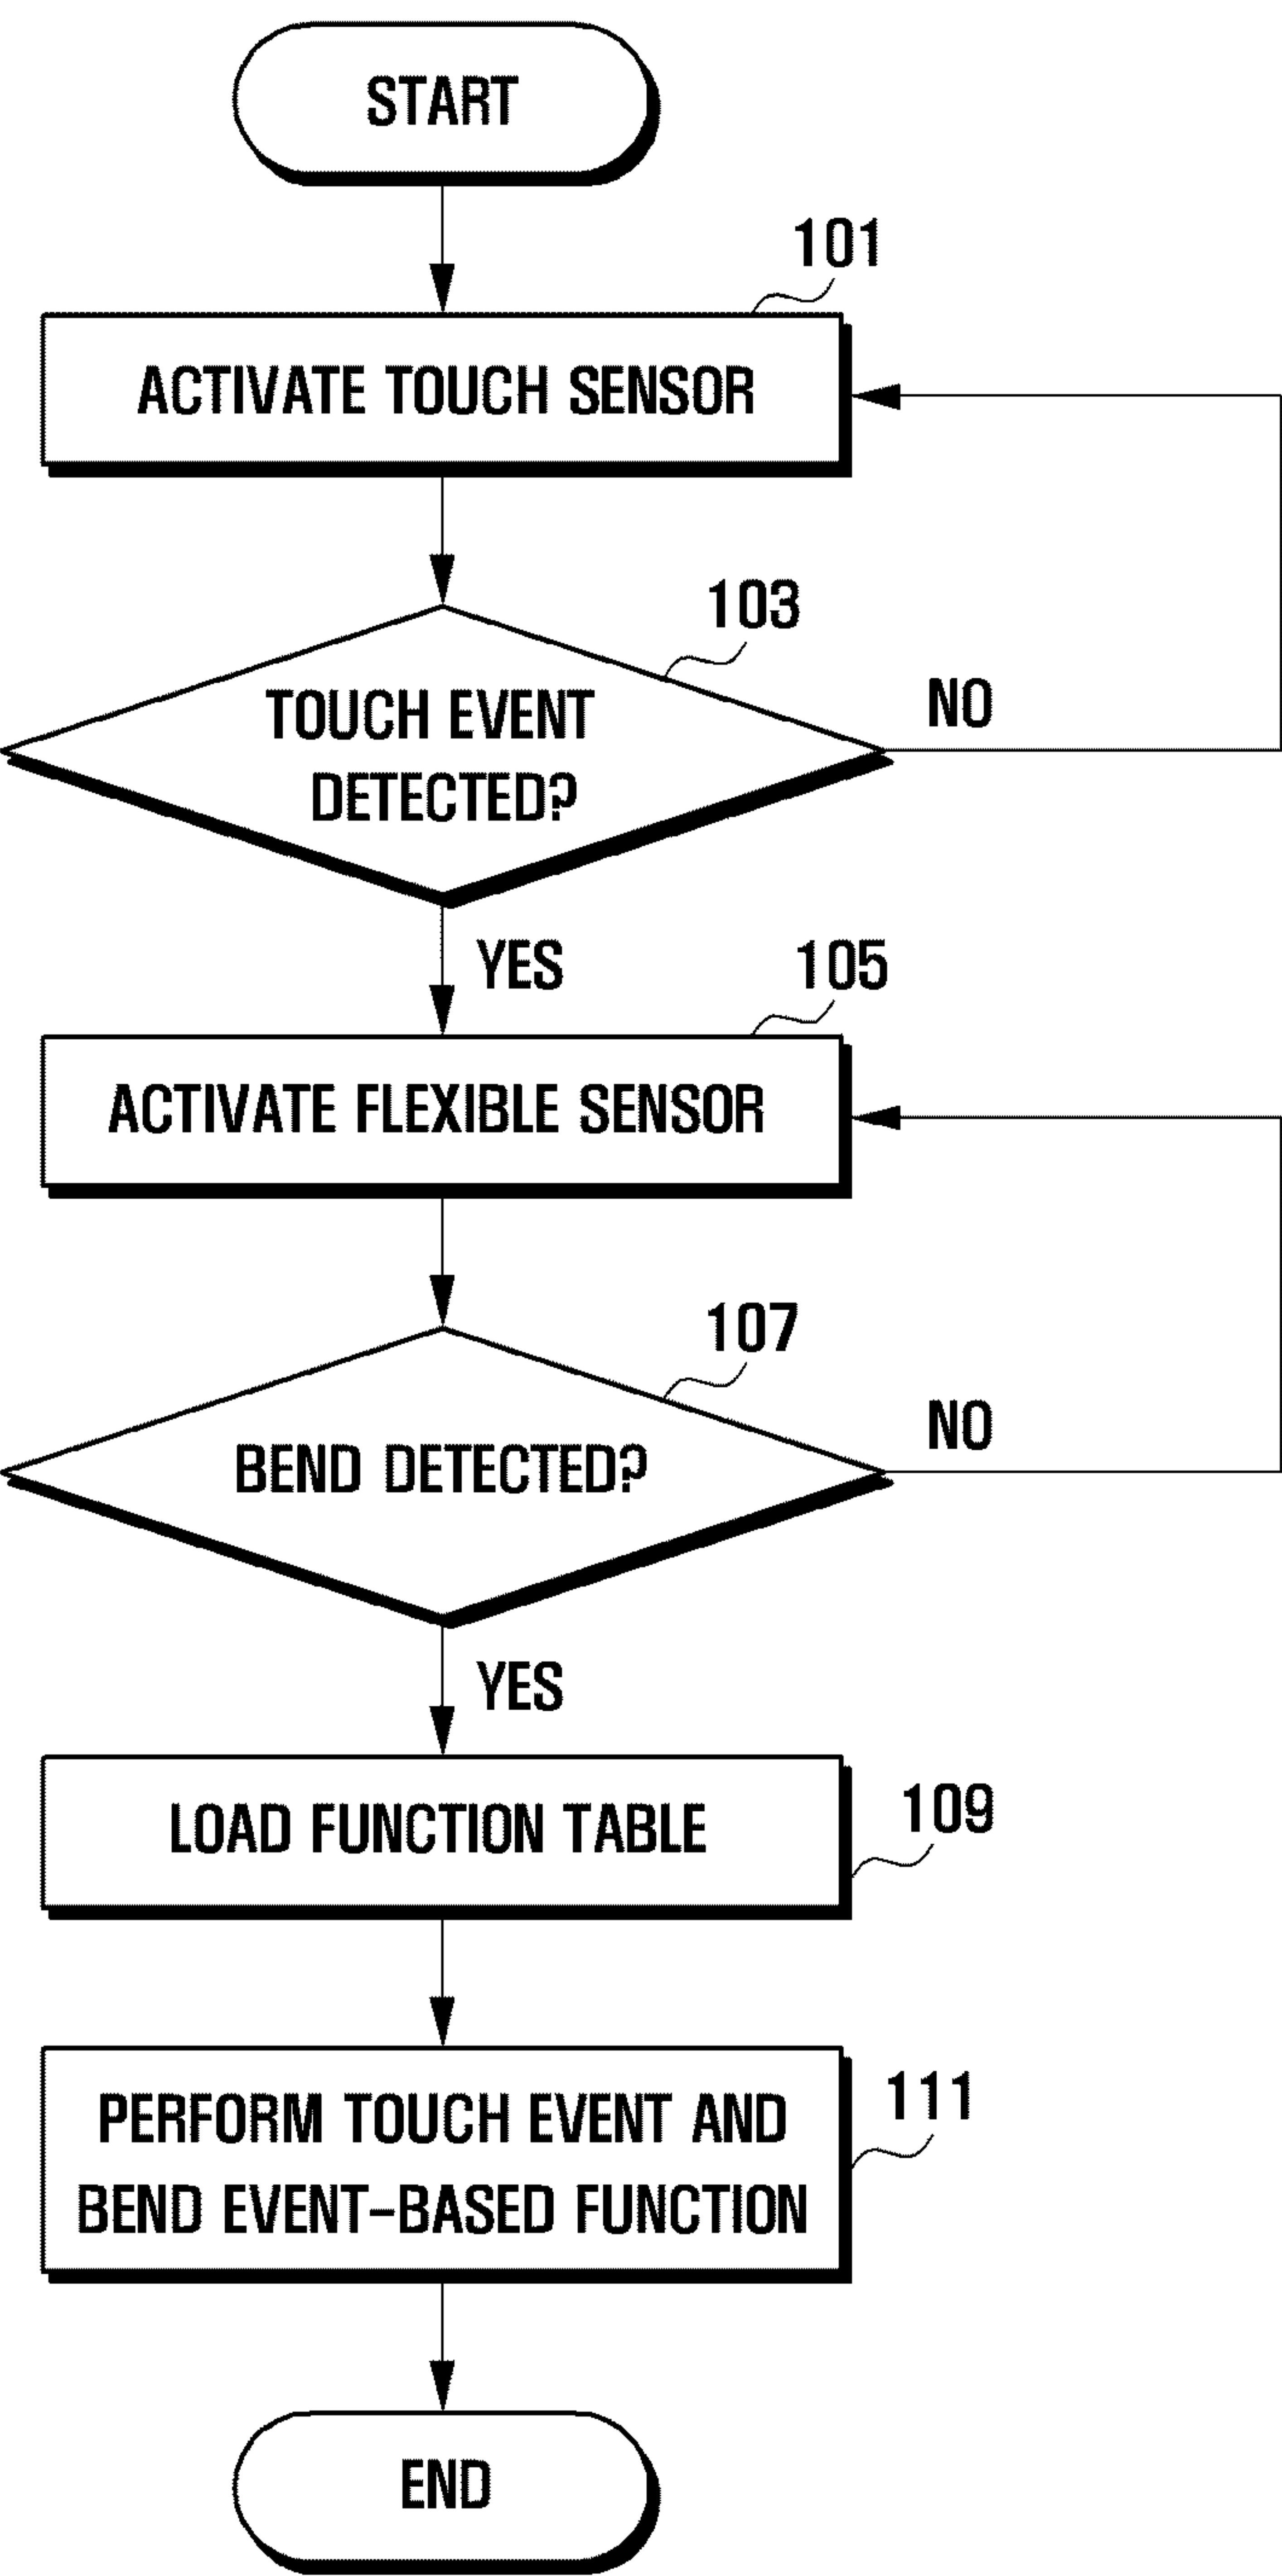 START
101
ACTIVATE TOUCH SENSOR
103
TOUCH EVENT
DETECTED?
NO
YES
105
ACTIVATE FLEXIBLE SENSOR
107
BEND DETECTED?
NO
YES
LOAD FUNCTION TABLE
109
PERFORM TOUCH EVENT AND
BEND EVENT-BASED FUNCTION
111
END